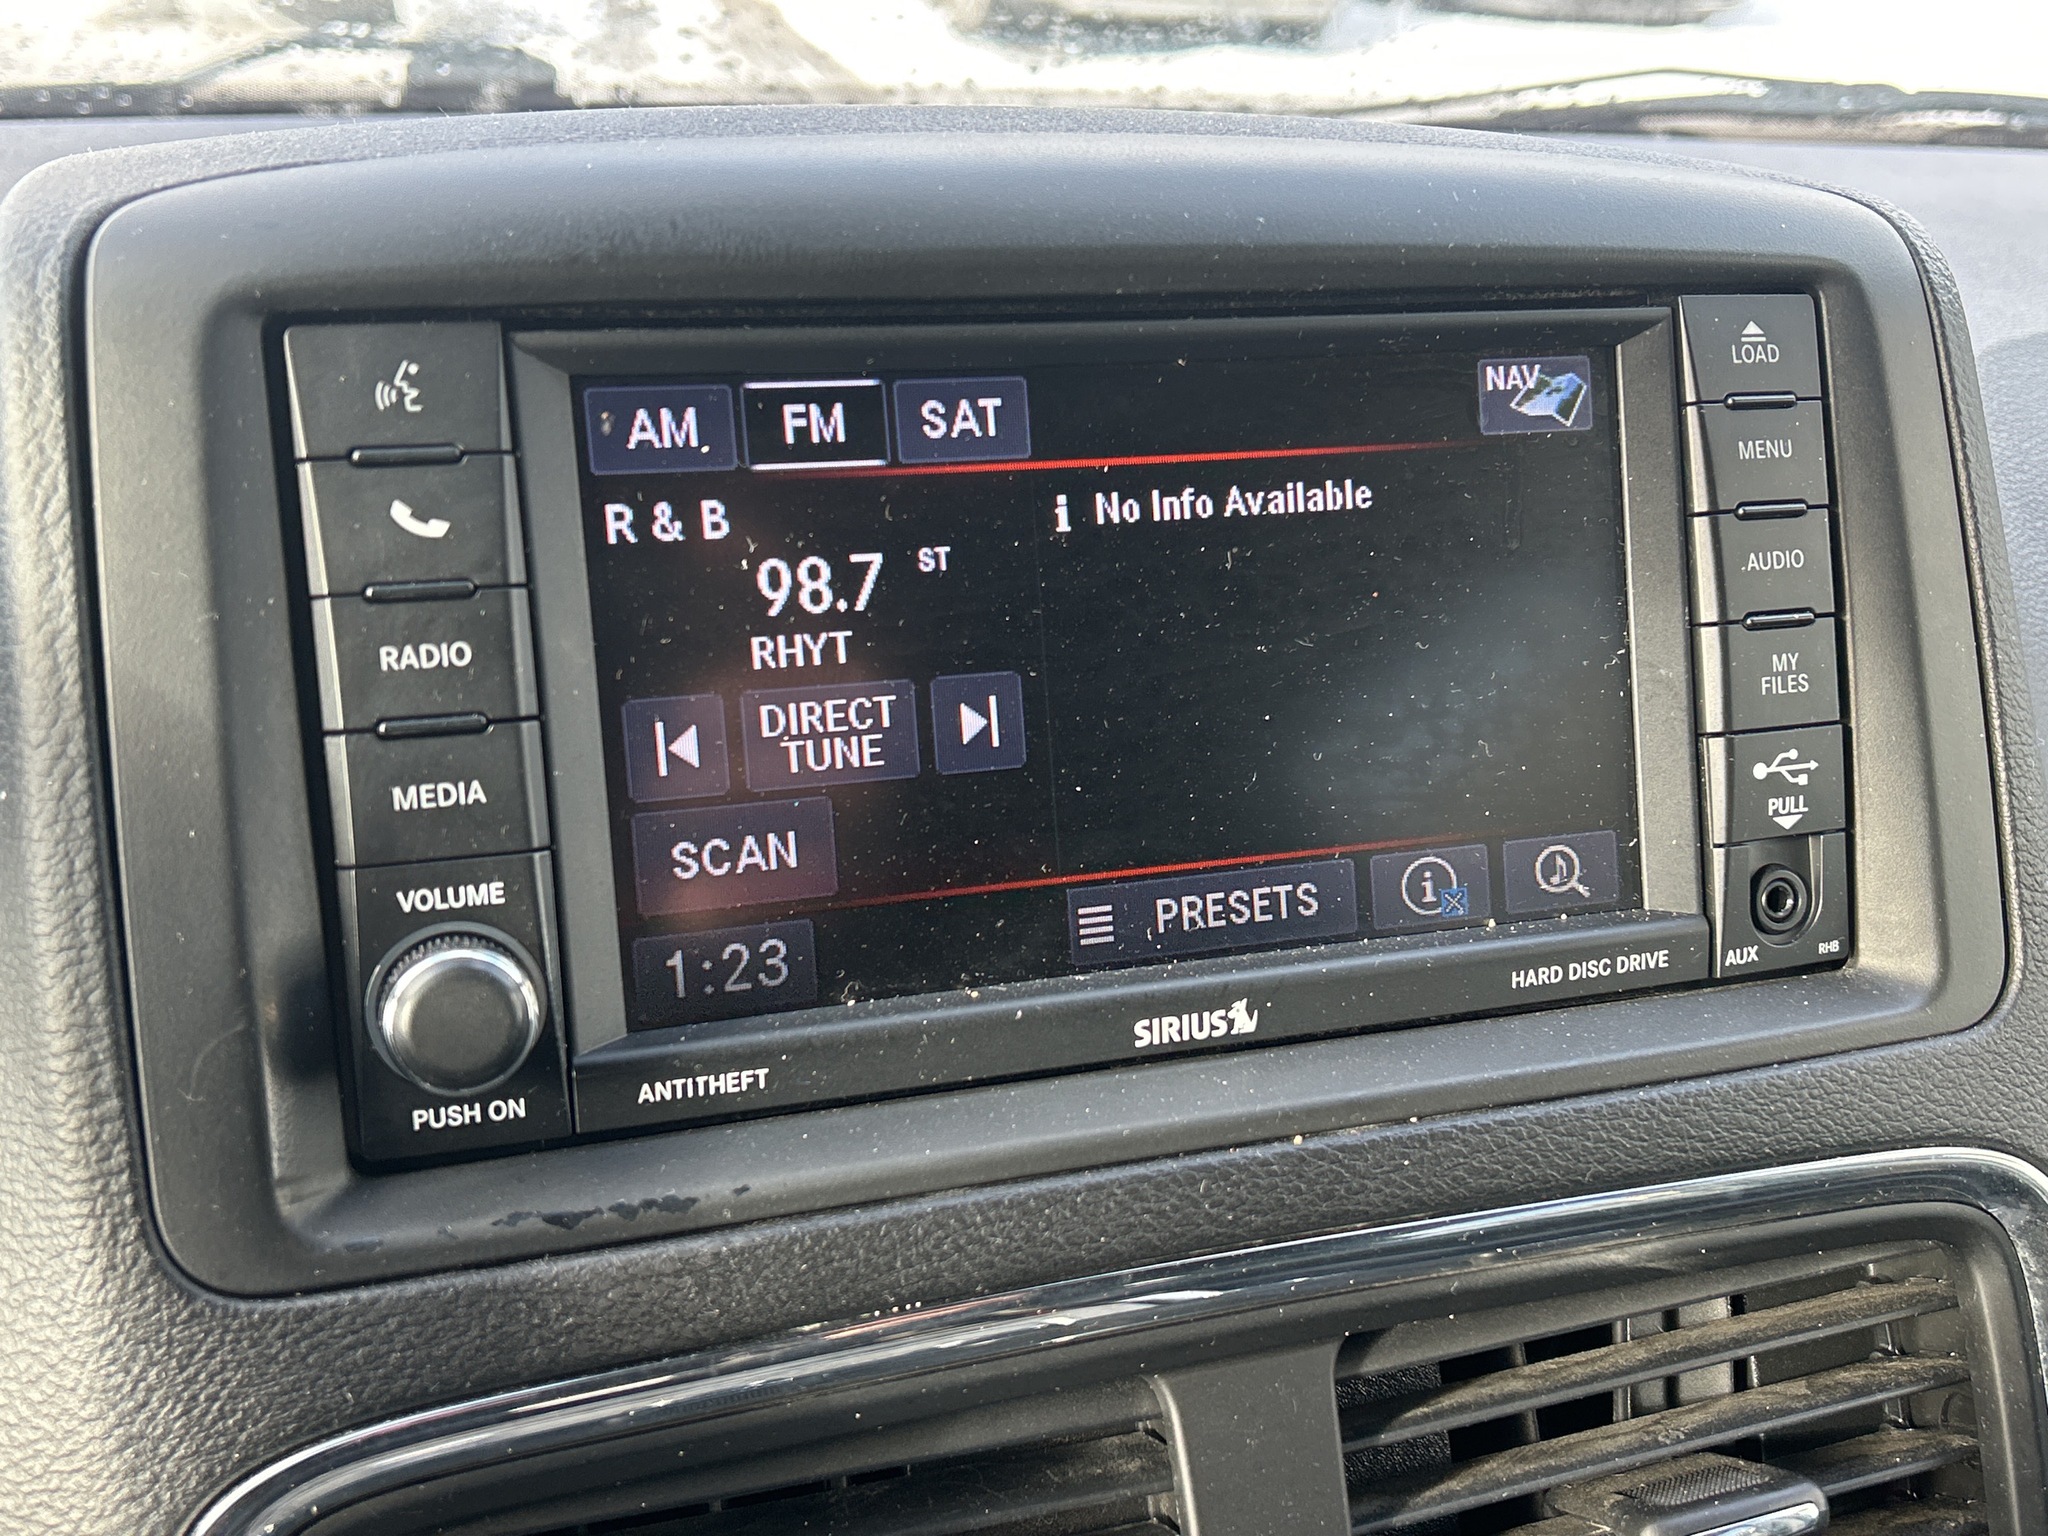 AM
FM
SAT
NAV
R & B
98.7 ST
RHYT
DIRECT
TUNE
SCAN
1:23
i No Info Available
PRESETS
i
RADIO
MEDIA
VOLUME
PUSH ON
LOAD
MENU
AUDIO
MY
FILES
PULL
AUX
RHB
HARD DISC DRIVE
SIRIUS
ANTITHEFT